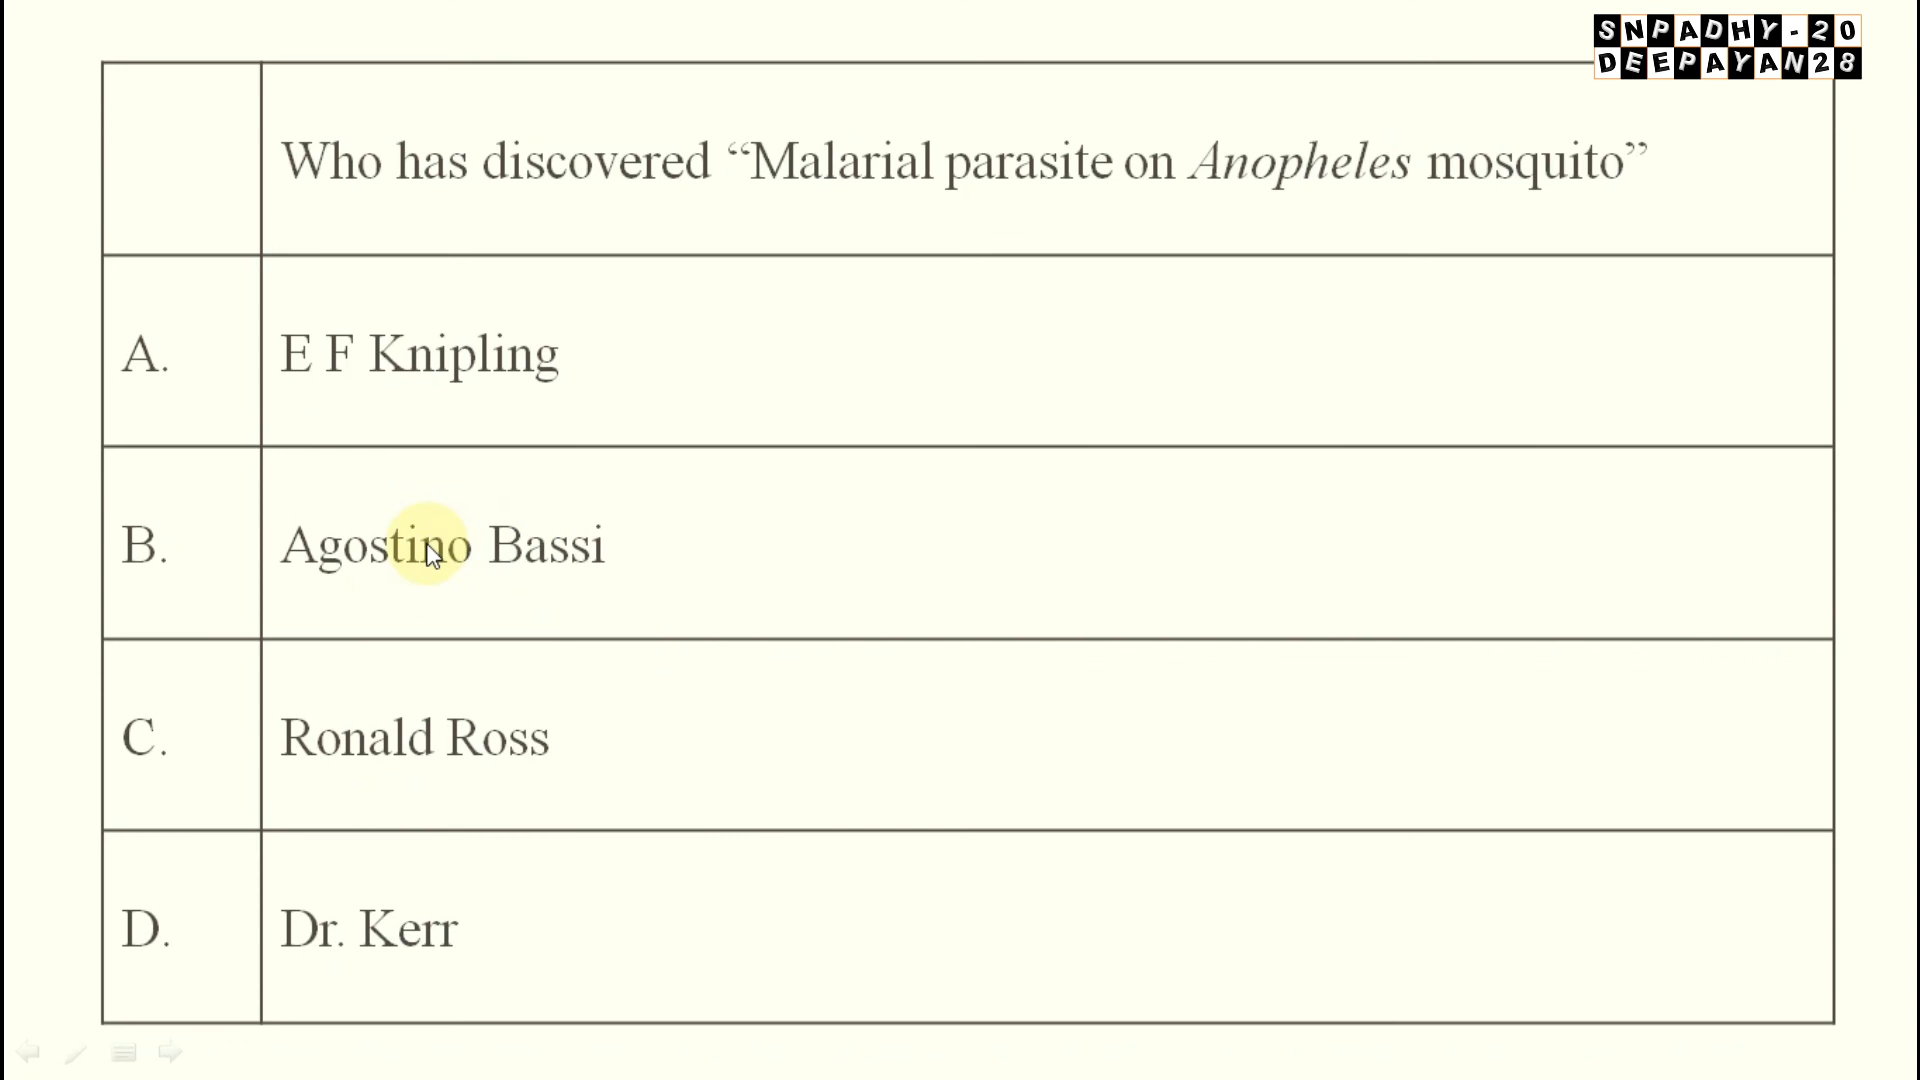 SNPADHY-20
DEEPAYAN28
Who has discovered “Malarial parasite on Anopheles mosquito”
A. E F Knipling
B. Agostino Bassi
C. Ronald Ross
D. Dr. Kerr